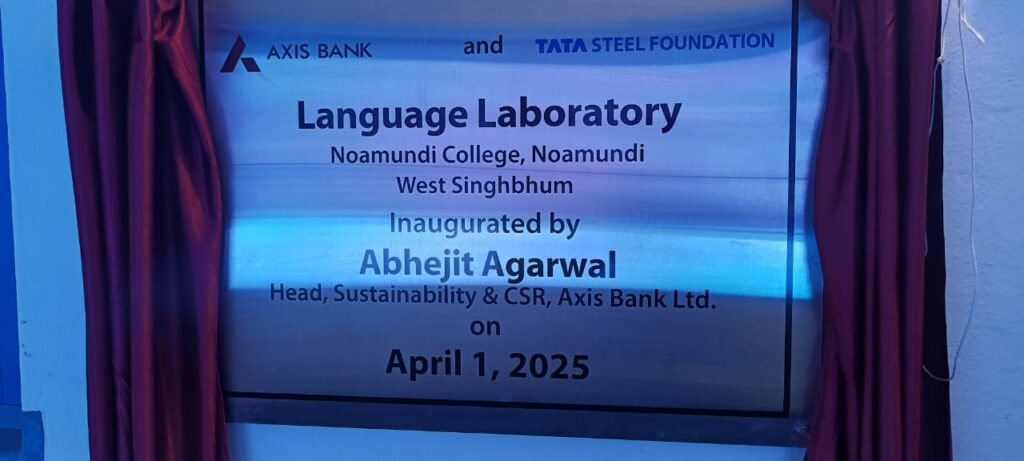 AXIS BANK and TATA STEEL FOUNDATION
Language Laboratory
Noamundi College, Noamundi
West Singhbhum
Inaugurated by
Abhejit Agarwal
Head, Sustainability & CSR, Axis Bank Ltd.
on
April 1, 2025